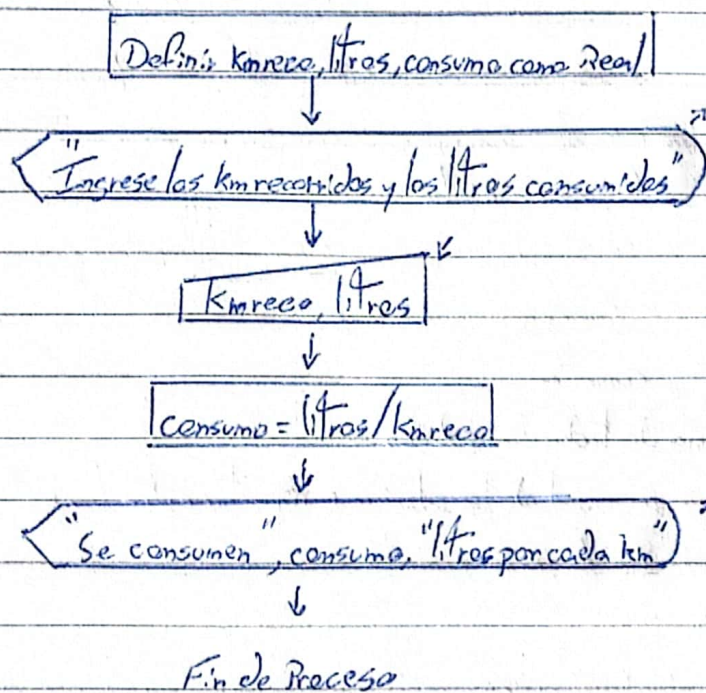 Definir kmreco, litros, consumo como Real
"Ingrese los km recorridos y los litros consumidos"
kmreco, litros
consumo = litros / kmreco
"Se consumen", consumo, "litros por cada km"
Fin de Proceso